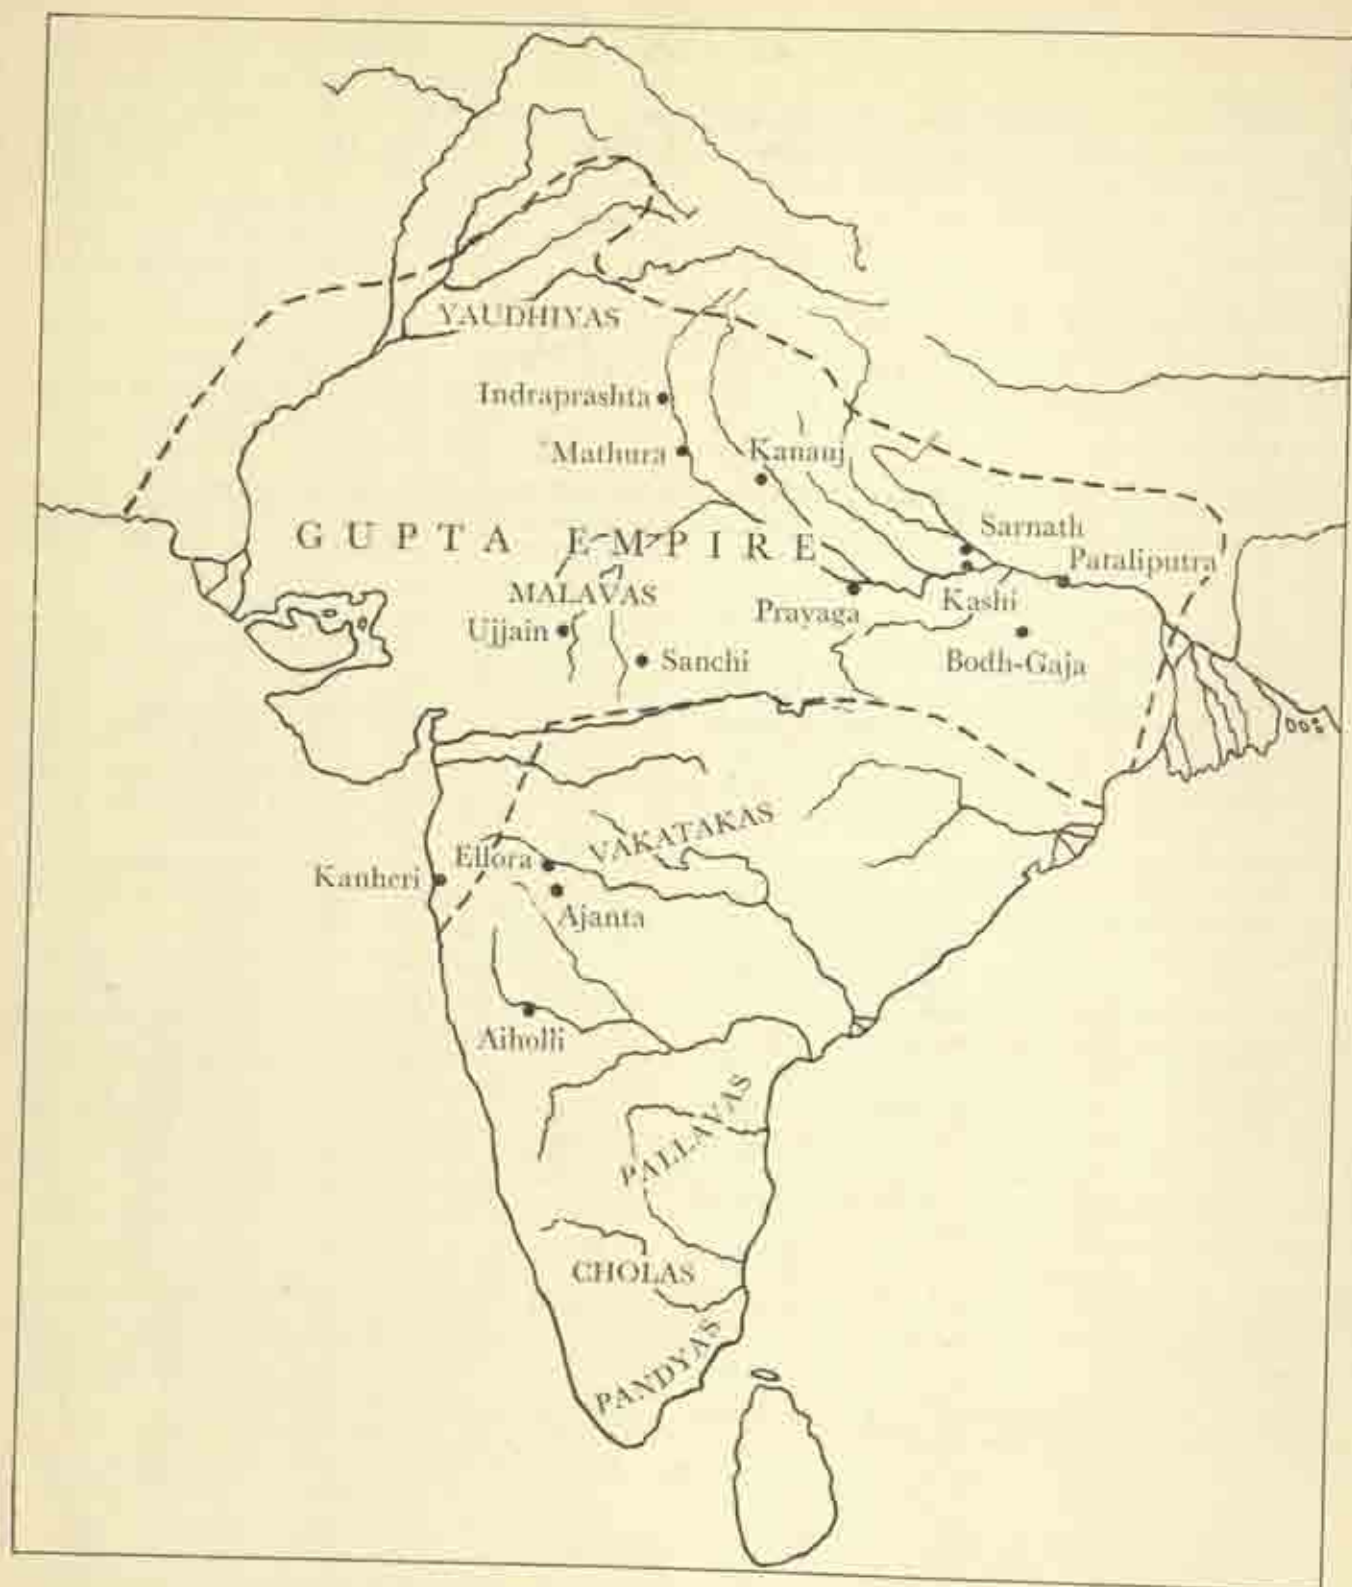 YAUDHIYAS
Indraprashta
Mathura
Kanauj
GUPTA EMPIRE
Sarnath
Pataliputra
MALAVAS
Prayaga
Kashi
Ujjain
Sanchi
Bodh-Gaja
VAKATAKAS
Ellora
Kanheri
Ajanta
Aiholli
PALLAVAS
CHOLAS
PANDYAS